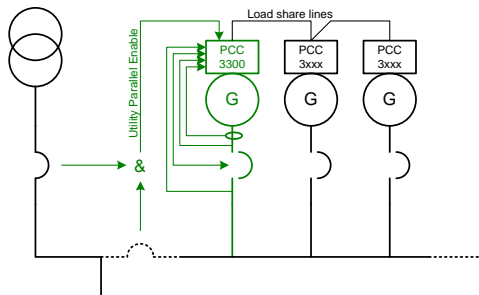 Load share lines
Utility Parallel Enable
PCC
3300
PCC
3xxx
PCC
3xxx
G
G
G
&